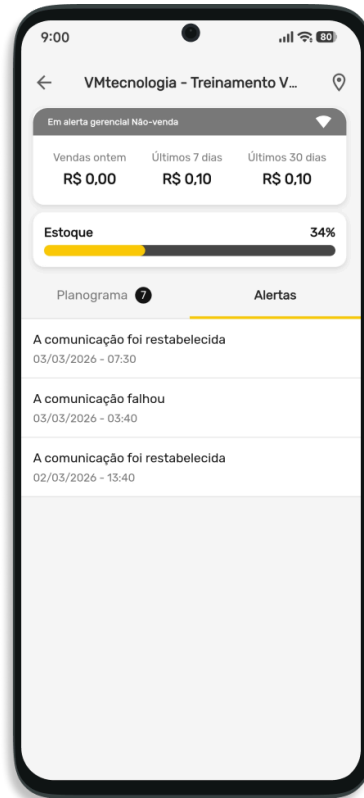 9:00
80
VMtecnologia - Treinamento V...
Em alerta gerencial Não-venda
Vendas ontem
R$ 0,00
Últimos 7 dias
R$ 0,10
Últimos 30 dias
R$ 0,10
Estoque
34%
Planograma 7
Alertas
A comunicação foi restabelecida
03/03/2026 - 07:30
A comunicação falhou
03/03/2026 - 03:40
A comunicação foi restabelecida
02/03/2026 - 13:40